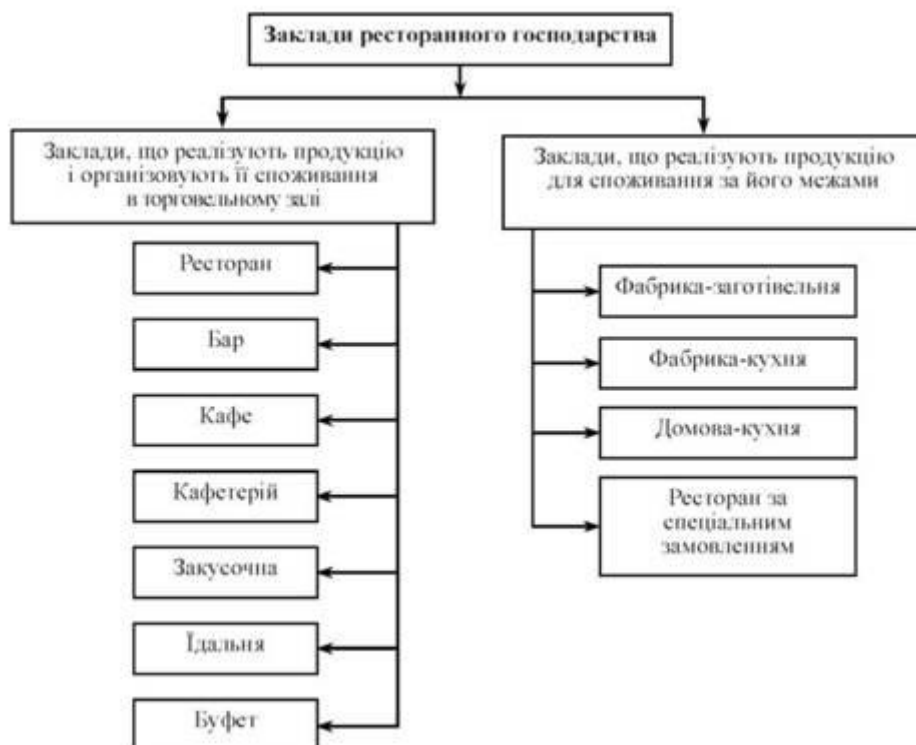 Заклади ресторанного господарства
Заклади, що реалізують продукцію
і організовують її споживання
в торговельному залі
Ресторан
Бар
Кафе
Кафетерій
Закусочна
Їдальня
Буфет
Заклади, що реалізують продукцію
для споживання за його межами
Фабрика-заготівельня
Фабрика-кухня
Домова-кухня
Ресторан за
спеціальним
замовленням